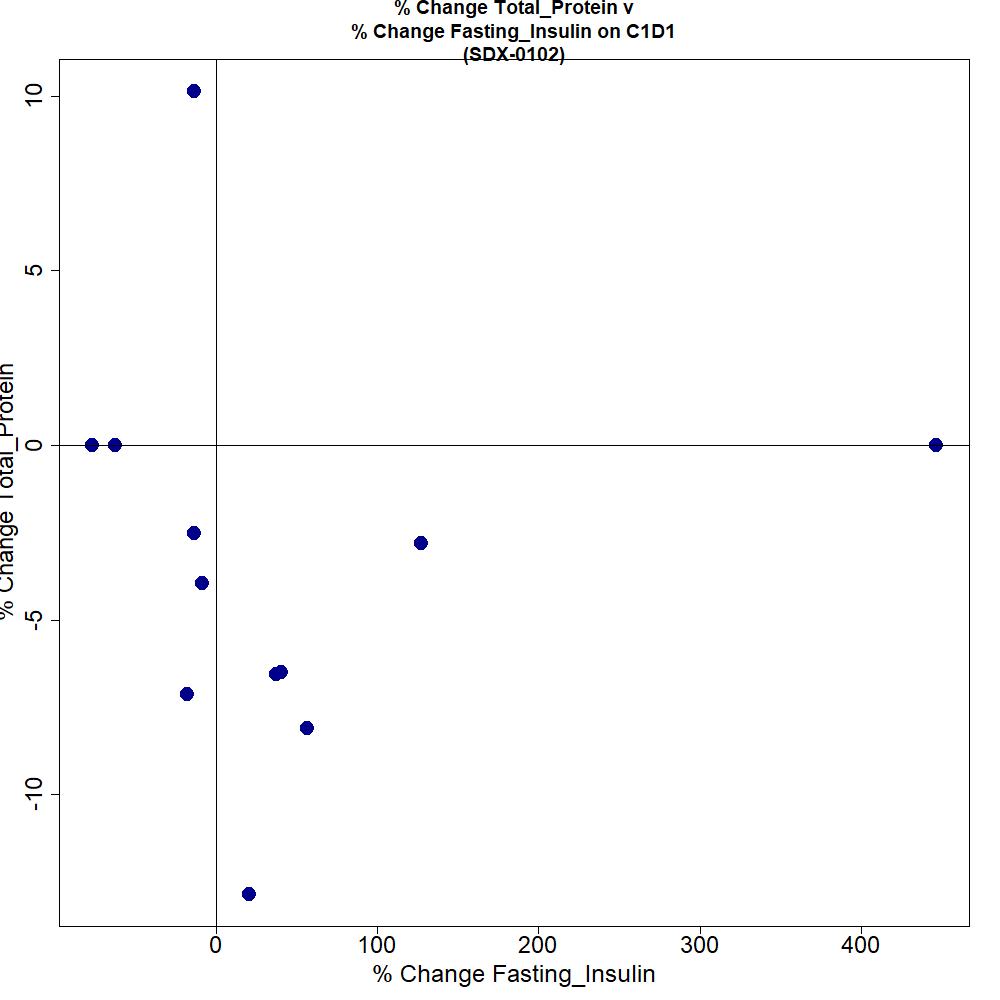 % Change Total_Protein v
% Change Fasting_Insulin on C1D1
(SDX-0102)
10
5
0
-5
-10
% Change Total_Protein
0 100 200 300 400
% Change Fasting_Insulin